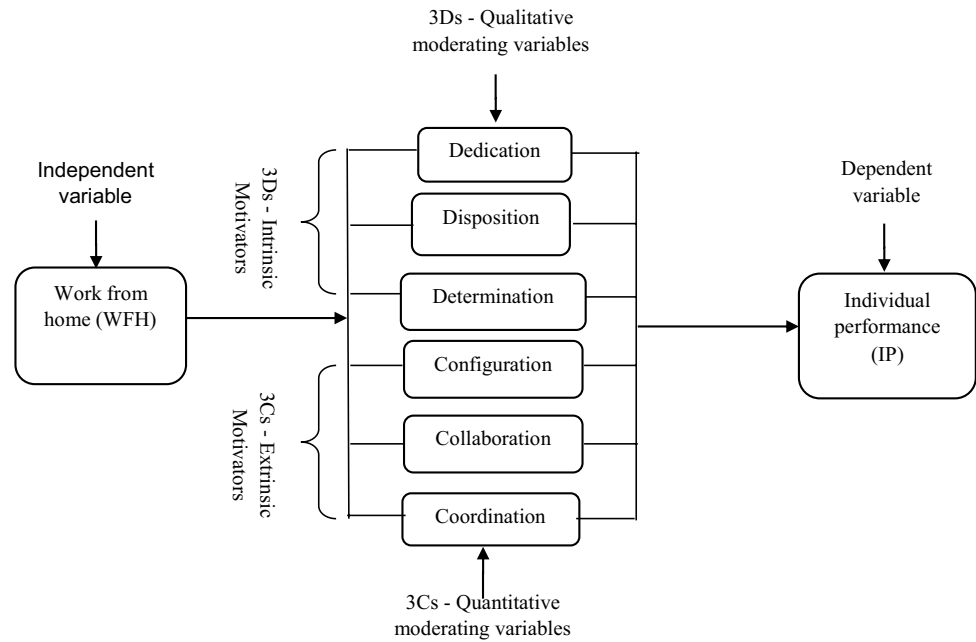 3Ds - Qualitative
moderating variables
Independent
variable
Work from
home (WFH)
3Ds - Intrinsic
Motivators
3Cs - Extrinsic
Motivators
Dedication
Disposition
Determination
Configuration
Collaboration
Coordination
3Cs - Quantitative
moderating variables
Dependent
variable
Individual
performance
(IP)